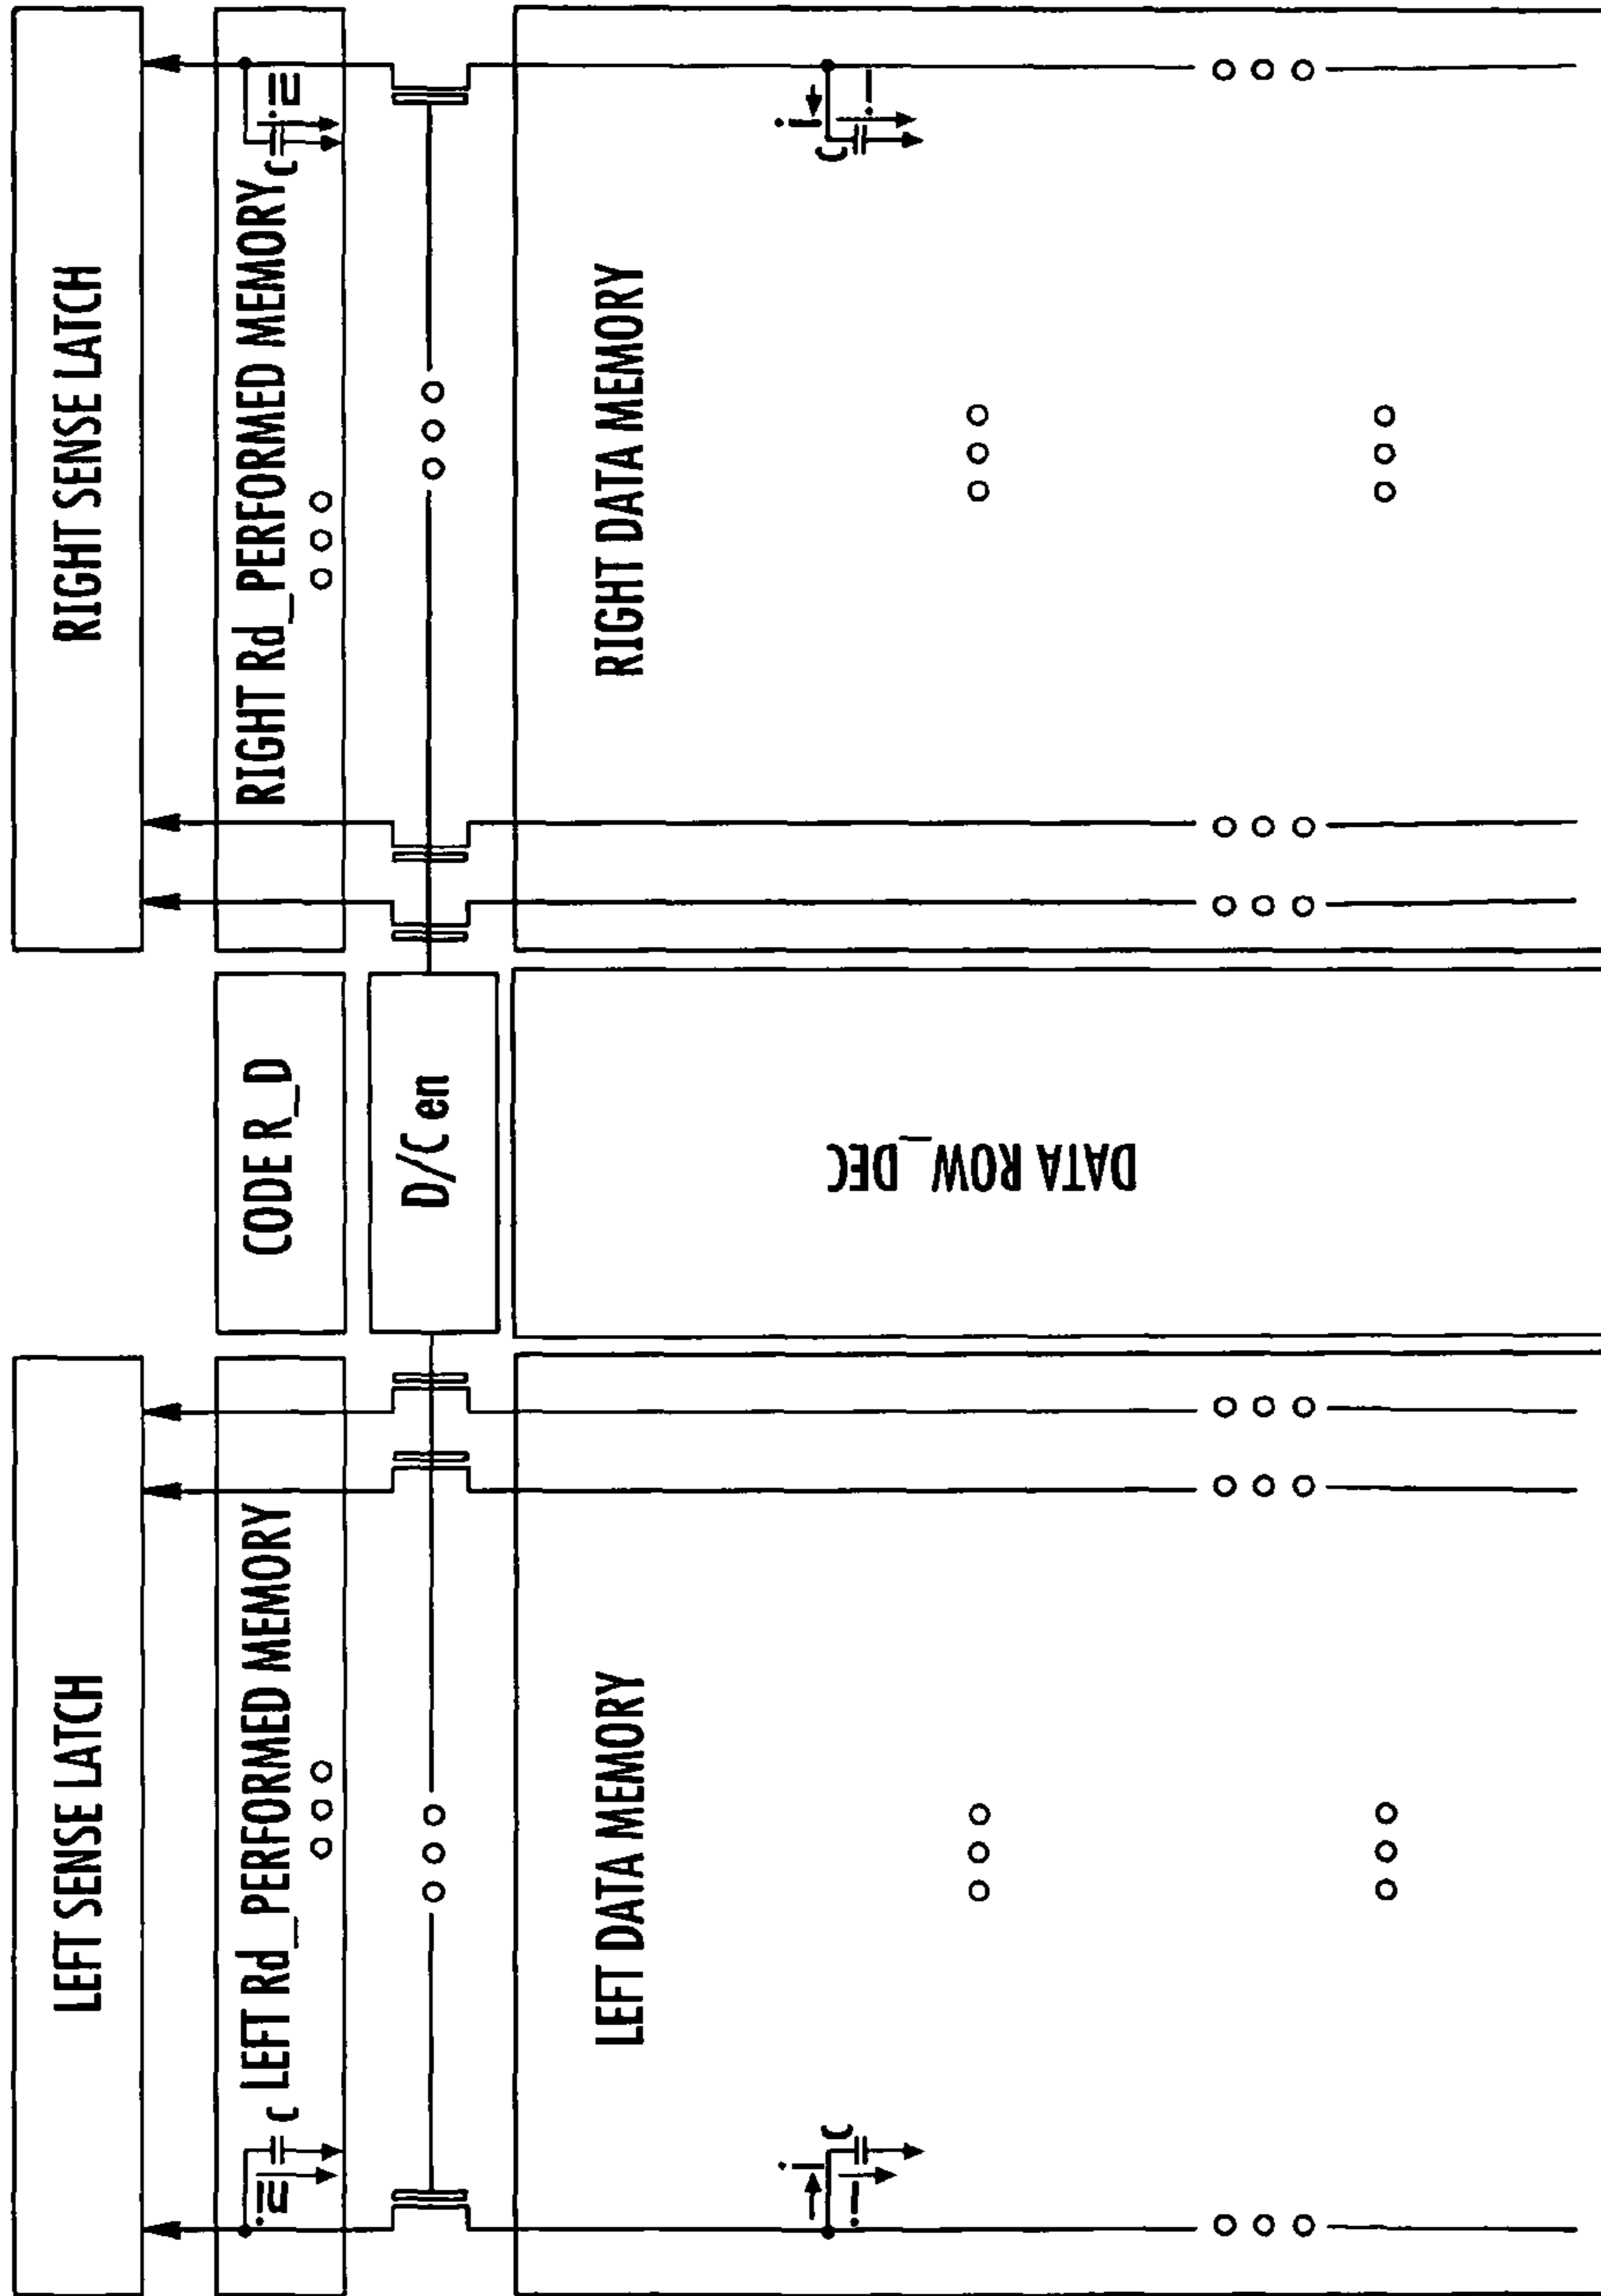 LEFT SENSE LATCH
RIGHT SENSE LATCH
C
LEFT Rd_PERFORMED MEMORY
CODE R_D
RIGHT Rd_PERFORMED MEMORY
C
D/C en
LEFT DATA MEMORY
RIGHT DATA MEMORY
i
C
i
DATA ROW_DEC
i
C
i